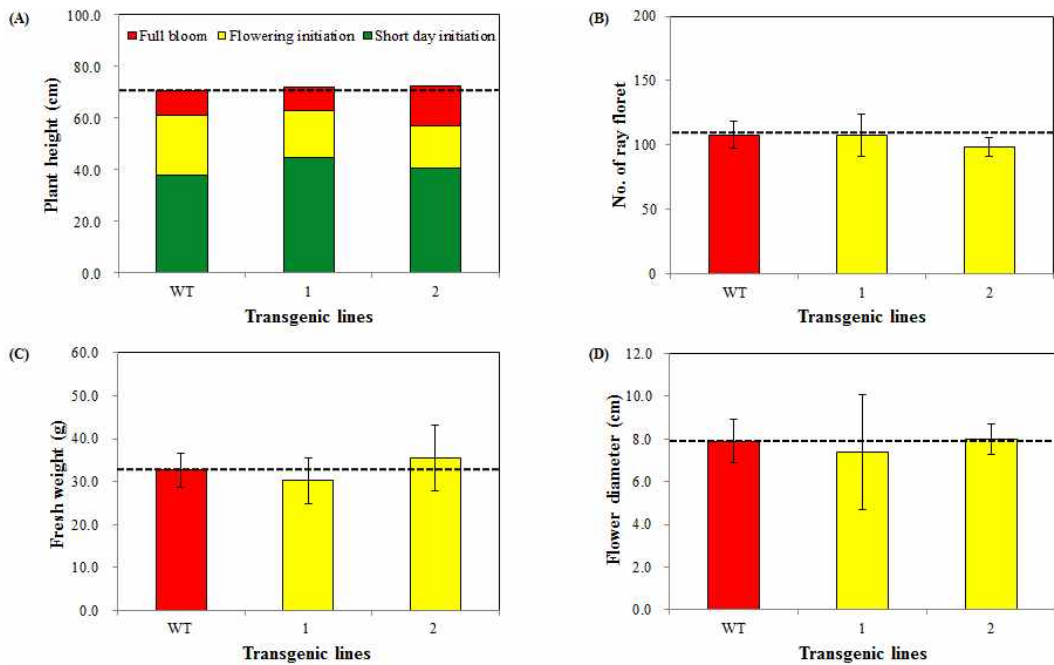 (A)
100.0
80.0
60.0
40.0
20.0
0.0
Plant height (cm)
Full bloom Flowering initiation Short day initiation
WT 1 2
Transgenic lines
(B)
200
150
100
50
0
No. of ray floret
WT 1 2
Transgenic lines
(C)
60.0
50.0
40.0
30.0
20.0
10.0
0.0
Fresh weight (g)
WT 1 2
Transgenic lines
(D)
12.0
10.0
8.0
6.0
4.0
2.0
0.0
Flower diameter (cm)
WT 1 2
Transgenic lines